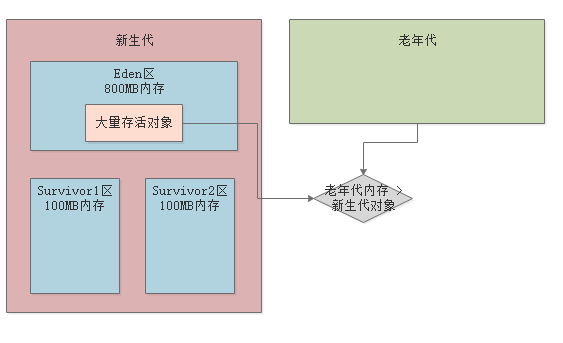 新生代
老年代
Eden区
800MB内存
大量存活对象
Survivor1区
100MB内存
Survivor2区
100MB内存
老年代内存 >
新生代对象